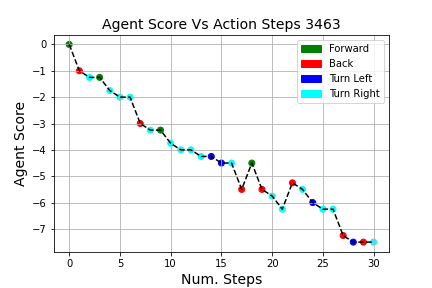 Agent Score Vs Action Steps 3463
Agent Score
0
−1
−2
−3
−4
−5
−6
−7
Forward
Back
Turn Left
Turn Right
0 5 10 15 20 25 30
Num. Steps